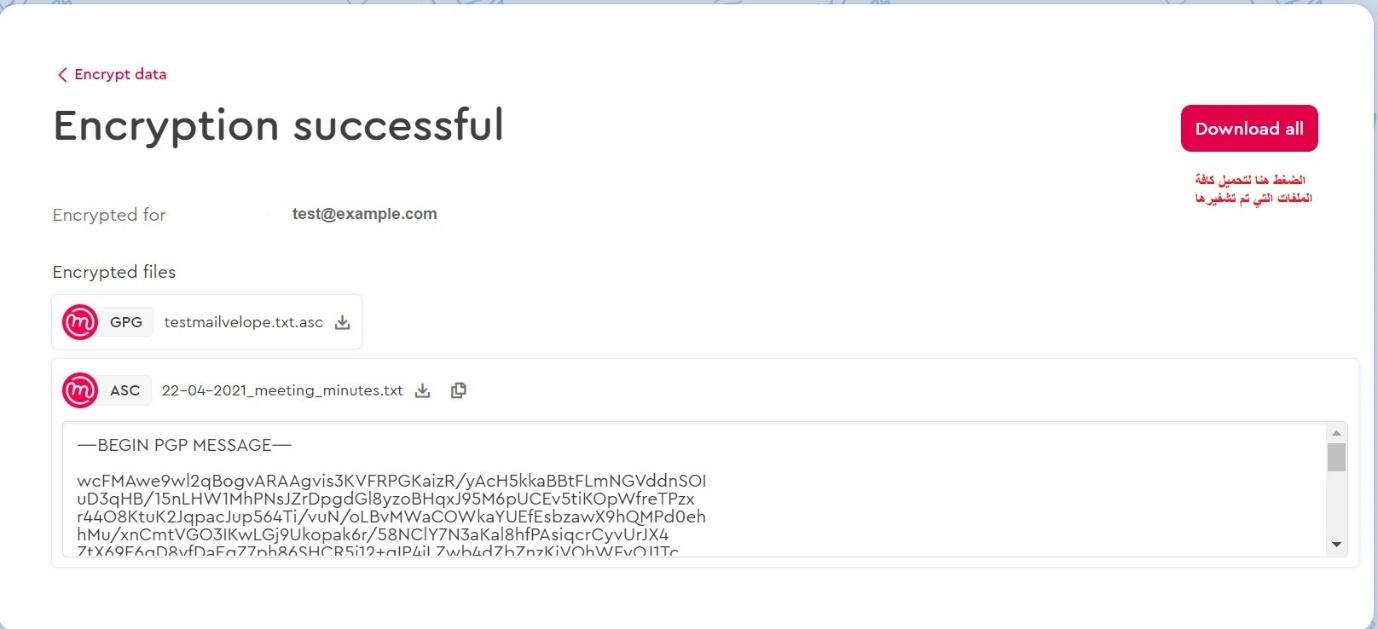 Encrypt data
Encryption successful
Download all
الضغط هنا لتحميل كافة
الملفات التي تم تشفيرها
Encrypted for test@example.com
Encrypted files
GPG testmailvelope.txt.asc
ASC 22-04-2021_meeting_minutes.txt
-----BEGIN PGP MESSAGE-----
wcFMAwe9wl2qBogvARAAgvis3KVFRPGKaizR/yAcH5kkaBBtFLmNGVddnSOI
uD3qHB/15nLHW1MhPNsJZrDpgdGl8yzoBHqxJ95M6pUCEv5tiKOpWfreTPzx
r44O8KtuK2JqpacJup564Ti/vuN/oLBvMWaCOWkaYUEfEsbzawX9hQMPd0eh
hMu/xnCmtVGO3IKwLGj9Ukopak6r/58NClY7N3aKal8hfPAsiqcrCyvUrJX4